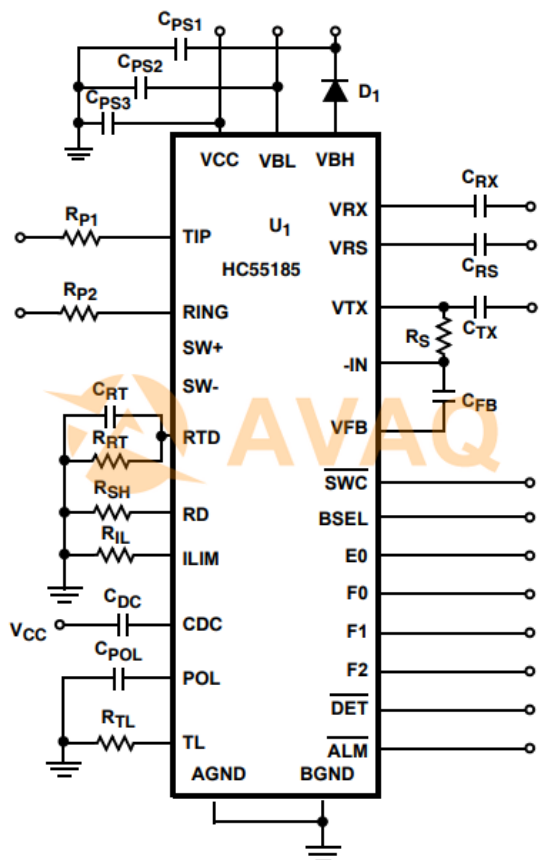 CPS1
CPS2
CPS3
D1
VCC VBL VBH
U1
HC55185
RP1
TIP
RP2
RING
SW+
SW-
CRT
RRT
RTD
RSH
RD
RIL
ILIM
CDC
VCC
CDC
CPOL
POL
RTL
TL
AGND BGND
VRX
CRX
VRS
CRS
VTX
CTX
RS
-IN
CFB
VFB
SWC
BSEL
E0
F0
F1
F2
DET
ALM
AVAQ